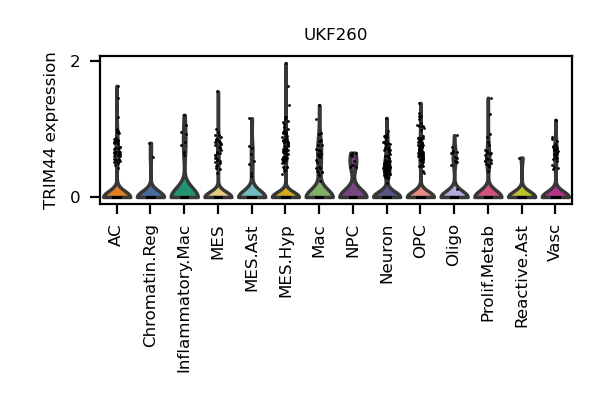 UKF260
TRIM44 expression
2
0
AC
Chromatin.Reg
Inflammatory.Mac
MES
MES.Ast
MES.Hyp
Mac
NPC
Neuron
OPC
Oligo
Prolif.Metab
Reactive.Ast
Vasc